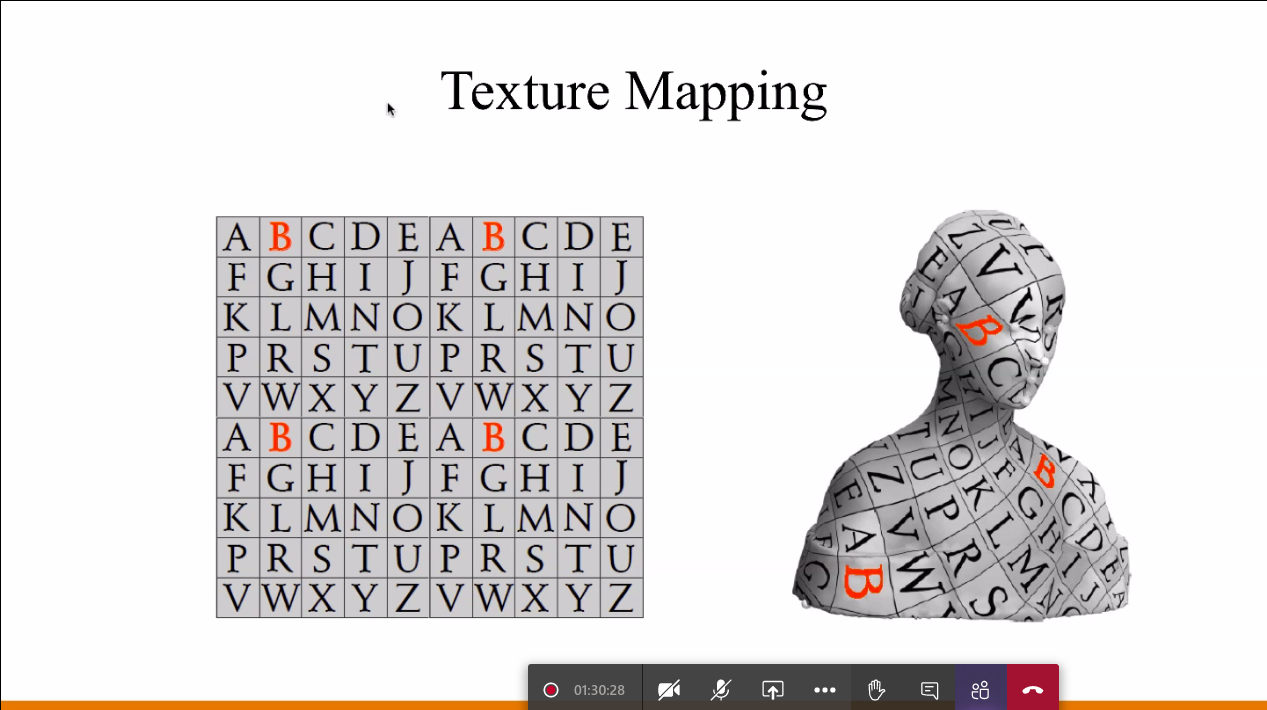 Texture Mapping
A B C D E A B C D E
F G H I J F G H I J
K L M N O K L M N O
P R S T U P R S T U
V W X Y Z V W X Y Z
A B C D E A B C D E
F G H I J F G H I J
K L M N O K L M N O
P R S T U P R S T U
V W X Y Z V W X Y Z
01:30:28